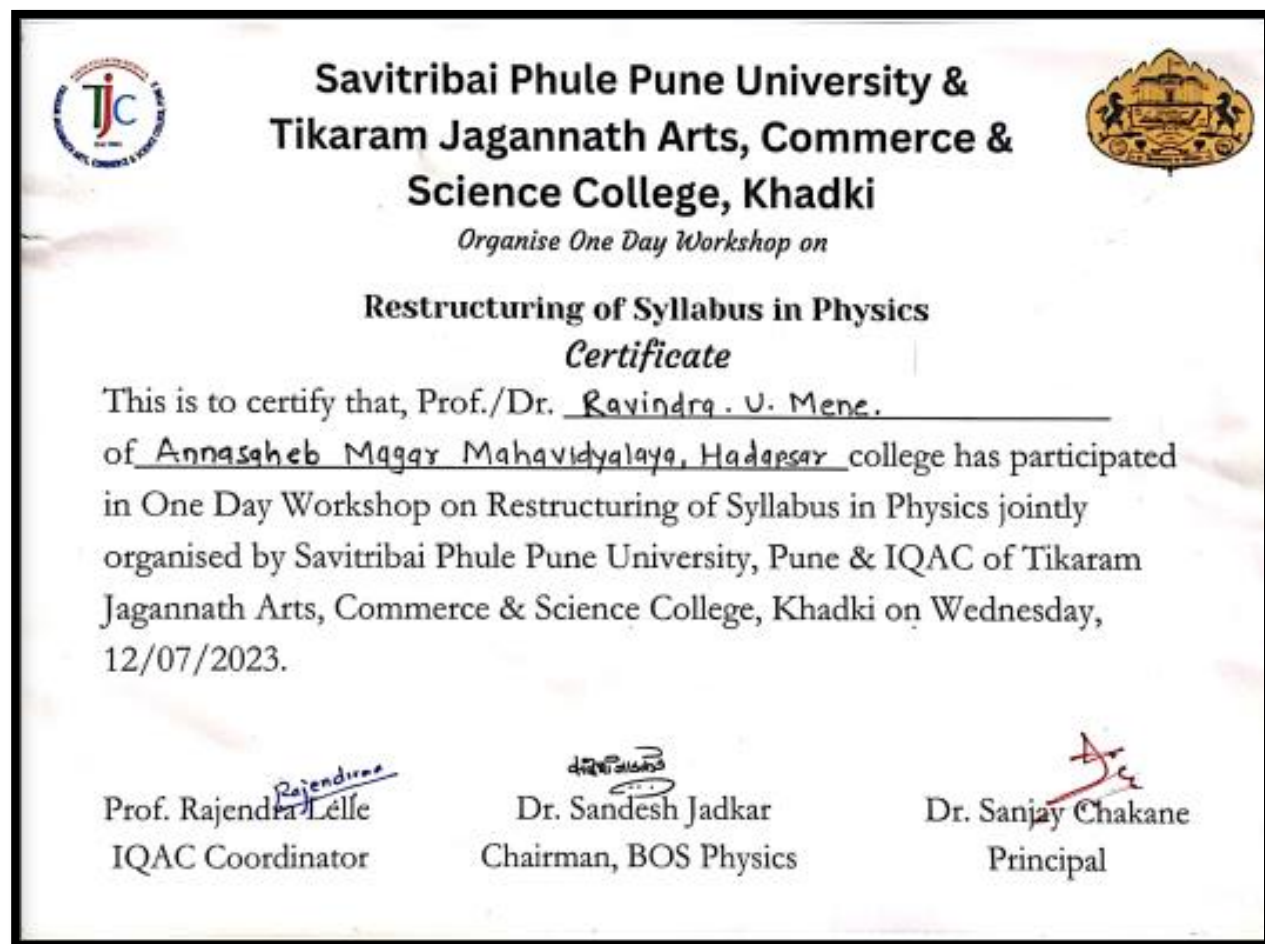 TJC
Savitribai Phule Pune University &
Tikaram Jagannath Arts, Commerce &
Science College, Khadki
Organise One Day Workshop on
Restructuring of Syllabus in Physics
Certificate
This is to certify that, Prof./Dr. Ravindra. U. Mene.
of Annasaheb Magar Mahavidyalaya, Hadapsar college has participated
in One Day Workshop on Restructuring of Syllabus in Physics jointly
organised by Savitribai Phule Pune University, Pune & IQAC of Tikaram
Jagannath Arts, Commerce & Science College, Khadki on Wednesday,
12/07/2023.
Prof. Rajendra Lelle
Dr. Sandesh Jadkar
Dr. Sanjay Chakane
IQAC Coordinator
Chairman, BOS Physics
Principal